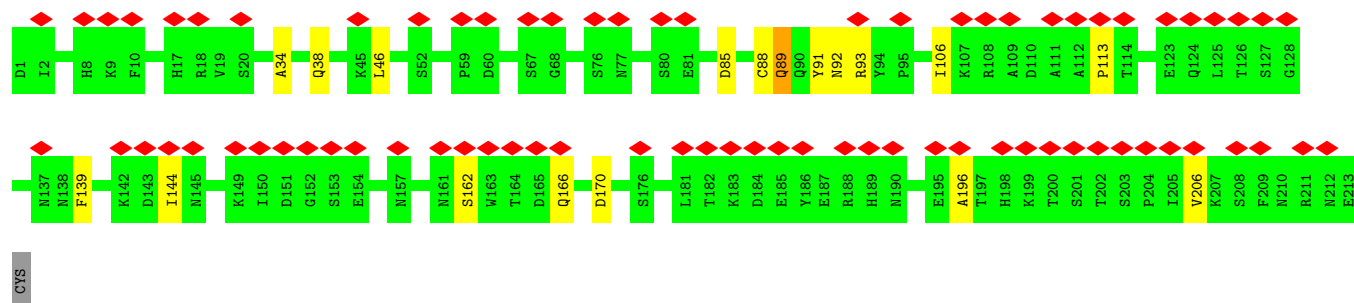 D1 I2 H8 K9 F10 H17 R18 V19 S20 A34 Q38 K45 L46 S52 P59 D60 S67 G68 S76 N77 S80 E81 D85 C88 Q89 Q90 Y91 N92 R93 Y94 P95 I106 K107 R108 A109 D110 A111 A112 P113 T114 E123 Q124 L125 T126 S127 G128
N137 N138 F139 K142 D143 I144 N145 K149 I150 D151 G152 S153 E154 N157 N161 S162 W163 T164 D165 Q166 D170 S176 L181 T182 K183 D184 E185 Y186 E187 R188 H189 N190 E195 A196 T197 H198 K199 T200 S201 T202 S203 P204 I205 V206 K207 S208 F209 N210 R211 N212 E213
CYS